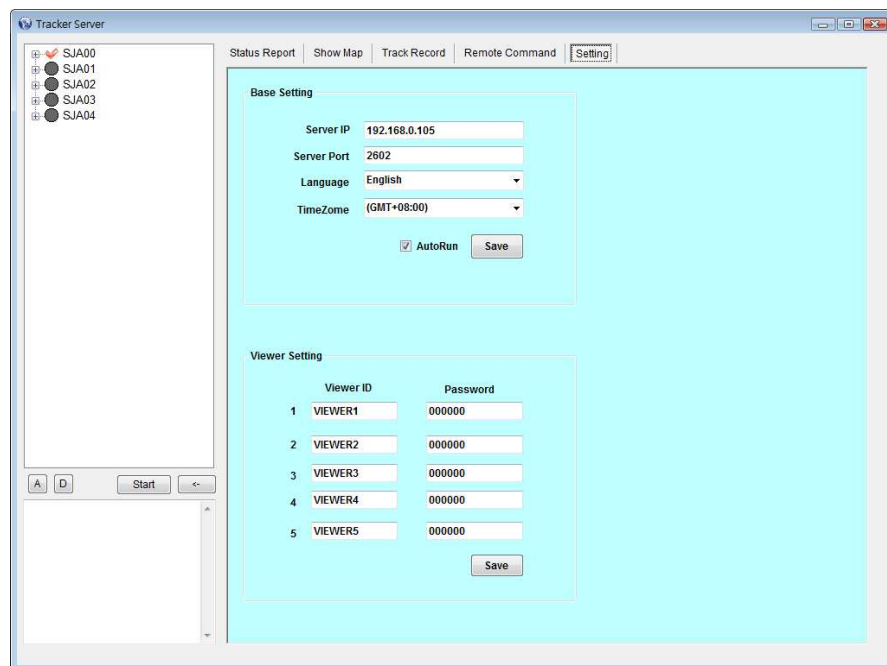 Tracker Server
SJA00
SJA01
SJA02
SJA03
SJA04
A D Start <-
Status Report Show Map Track Record Remote Command Setting
Base Setting
Server IP 192.168.0.105
Server Port 2602
Language English
TimeZome (GMT+08:00)
AutoRun Save
Viewer Setting
Viewer ID Password
1 VIEWER1 000000
2 VIEWER2 000000
3 VIEWER3 000000
4 VIEWER4 000000
5 VIEWER5 000000
Save